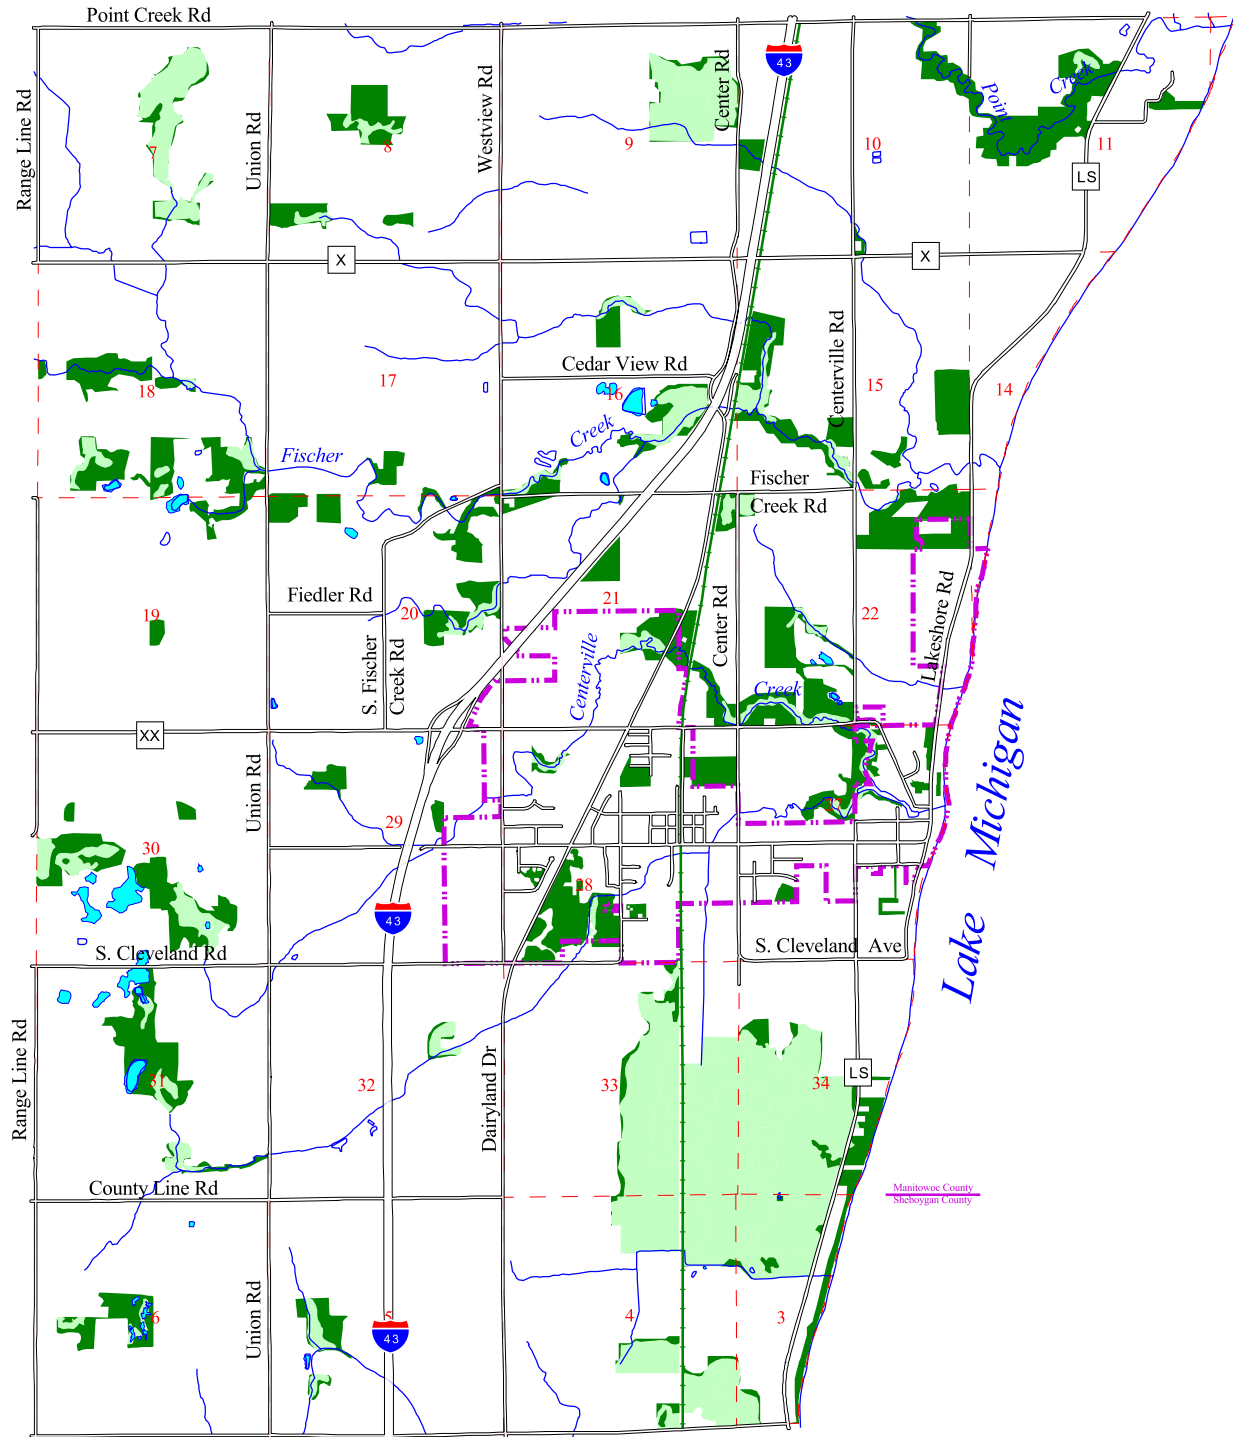 Point Creek Rd
43
Range Line Rd
Union Rd
Westview Rd
Center Rd
Point
Creek
7
8
9
10
11
LS
X
X
Cedar View Rd
Centerville Rd
18
17
16
15
14
Fischer
Creek
Fischer
Creek Rd
Fiedler Rd
19
20
21
22
S. Fischer
Creek Rd
Centerville
Center Rd
Creek
Lakeshore Rd
XX
Union Rd
Lake Michigan
29
30
28
43
S. Cleveland Rd
S. Cleveland Ave
Range Line Rd
31
32
Dairyland Dr
33
34
LS
County Line Rd
Manitowoc County
Sheboygan County
Union Rd
6
5
4
3
43